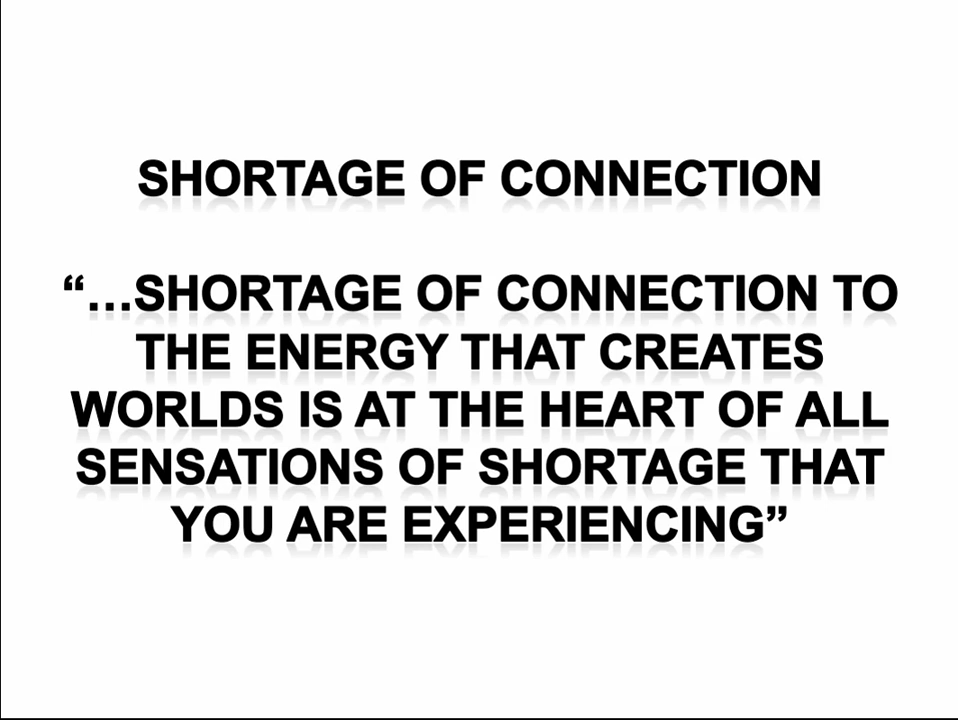 SHORTAGE OF CONNECTION
“…SHORTAGE OF CONNECTION TO
THE ENERGY THAT CREATES
WORLDS IS AT THE HEART OF ALL
SENSATIONS OF SHORTAGE THAT
YOU ARE EXPERIENCING”